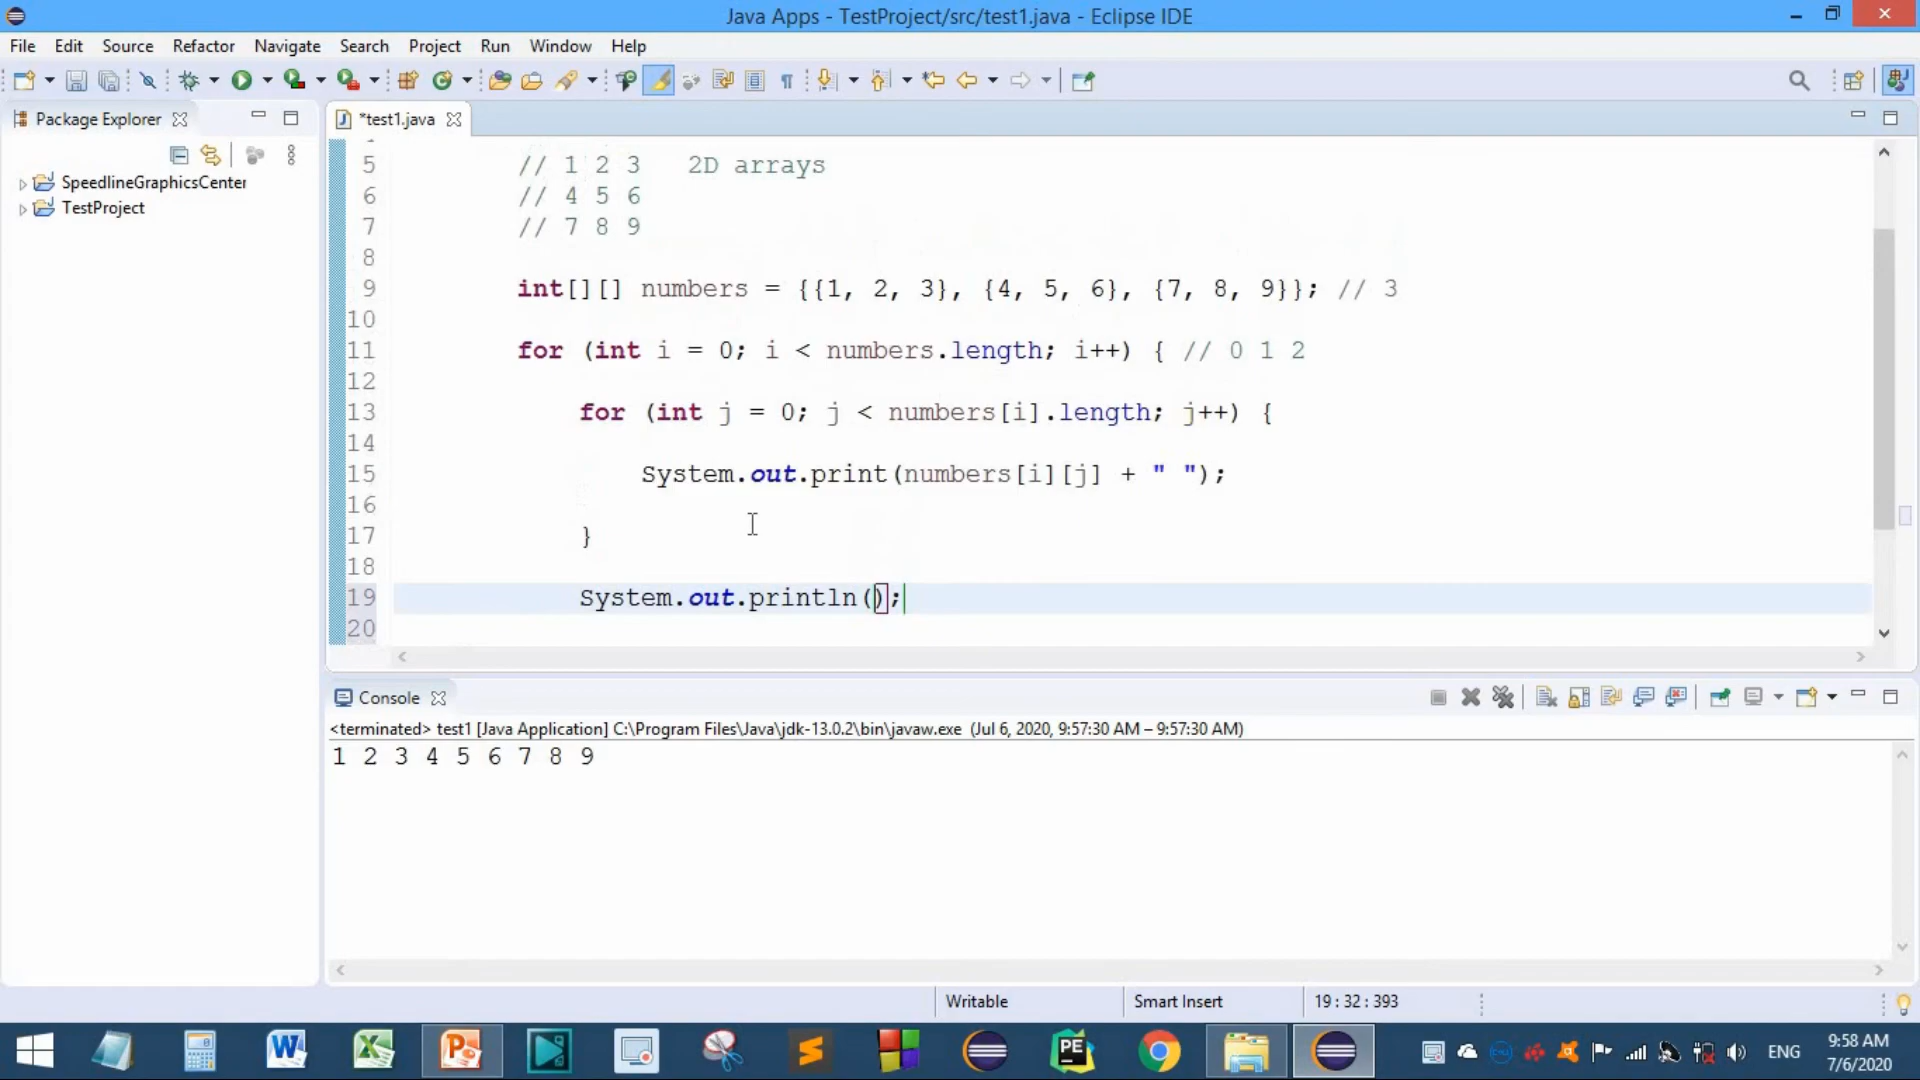 Java Apps - TestProject/src/test1.java - Eclipse IDE
File Edit Source Refactor Navigate Search Project Run Window Help
Package Explorer
*test1.java
SpeedlineGraphicsCenter
TestProject
5 // 1 2 3 2D arrays
6 // 4 5 6
7 // 7 8 9
8
9 int[][] numbers = {{1, 2, 3}, {4, 5, 6}, {7, 8, 9}}; // 3
10
11 for (int i = 0; i < numbers.length; i++) { // 0 1 2
12
13 for (int j = 0; j < numbers[i].length; j++) {
14
15 System.out.print(numbers[i][j] + " ");
16
17 }
18
19 System.out.println();
20
Console
<terminated> test1 [Java Application] C:\Program Files\Java\jdk-13.0.2\bin\javaw.exe (Jul 6, 2020, 9:57:30 AM – 9:57:30 AM)
1 2 3 4 5 6 7 8 9
Writable Smart Insert 19 : 32 : 393
ENG
9:58 AM
7/6/2020